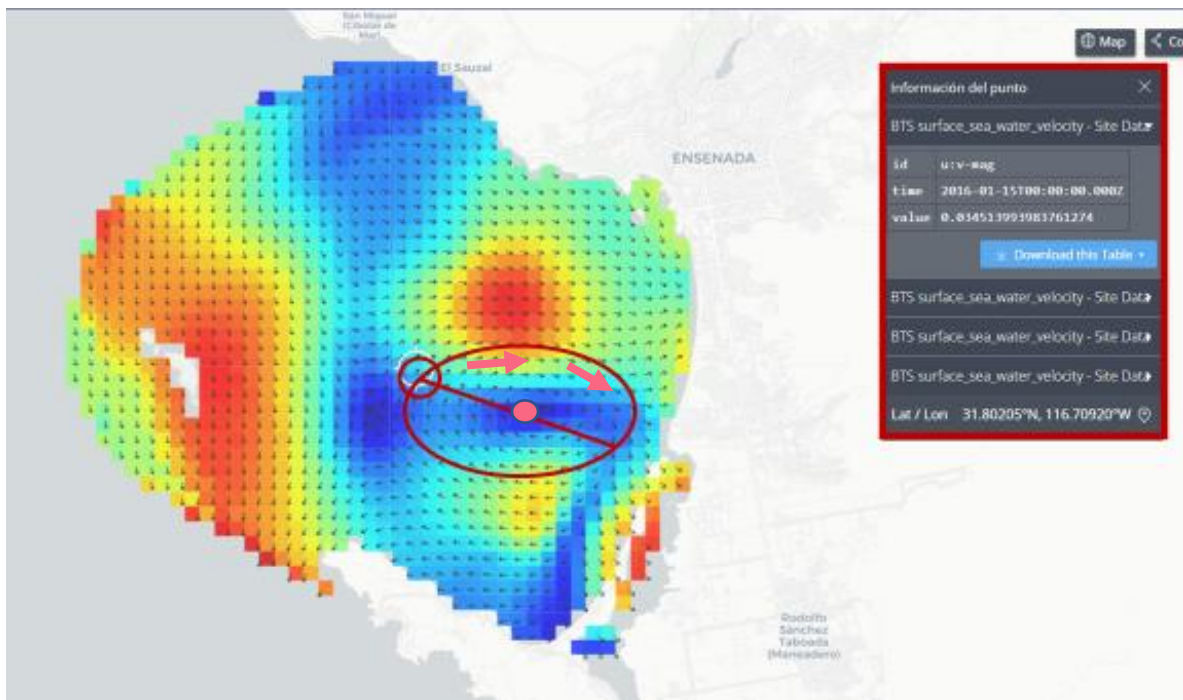 San Miguel
El Sauzal
ENSENADA
Map
Co
Información del punto
BTS surface_sea_water_velocity - Site Data
id u:v-mag
time 2016-01-15T00:00:00.000Z
value 0.034513993983761274
Download this Table
BTS surface_sea_water_velocity - Site Data
BTS surface_sea_water_velocity - Site Data
BTS surface_sea_water_velocity - Site Data
Lat / Lon 31.80205°N, 116.70920°W
Rodolfo
Sánchez
Taboada
(Maneadero)